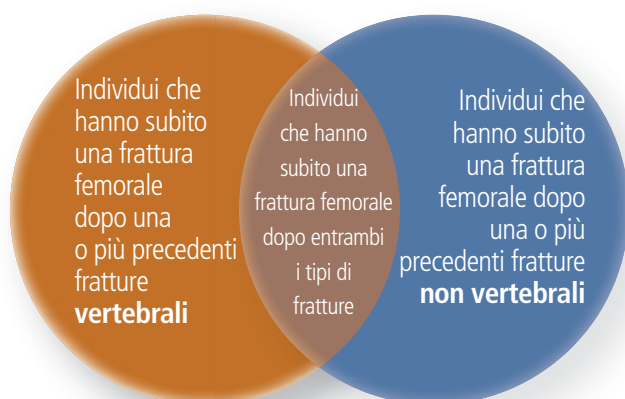 Individui che
hanno subito
una frattura
femorale
dopo una
o più precedenti
fratture
vertebrali
Individui
che hanno
subito una
frattura femorale
dopo entrambi
i tipi di
fratture
Individui che
hanno subito
una frattura
femorale dopo
una o più
precedenti fratture
non vertebrali